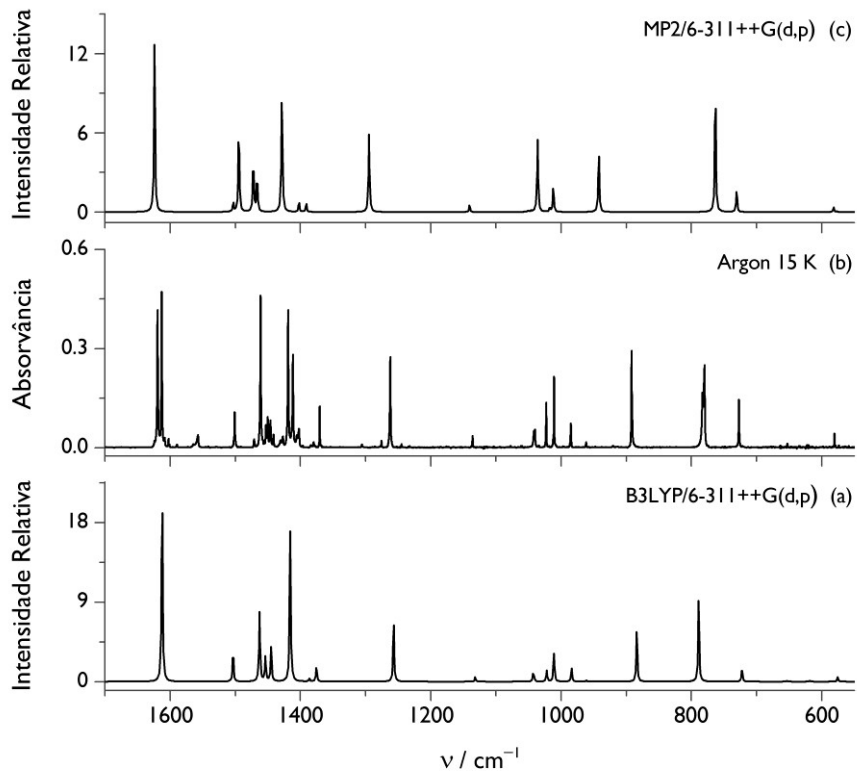 MP2/6-311++G(d,p) (c)
Intensidade Relativa
12
6
0
Argon 15 K (b)
Absorvância
0.6
0.3
0.0
B3LYP/6-311++G(d,p) (a)
Intensidade Relativa
18
9
0
1600 1400 1200 1000 800 600
ν / cm⁻¹